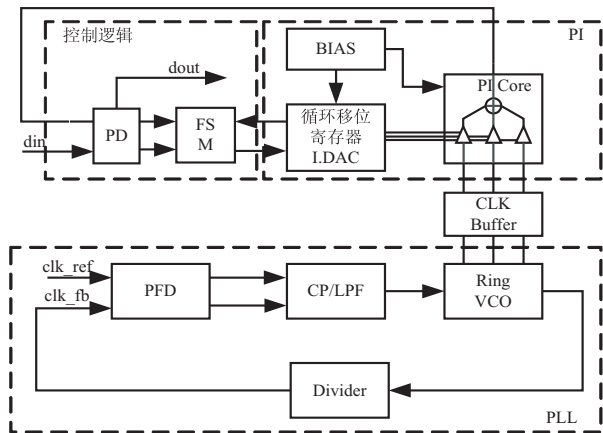 控制逻辑
PI
BIAS
dout
PI Core
din
PD
FS
M
循环移位
寄存器
I.DAC
CLK
Buffer
clk_ref
clk_fb
PFD
CP/LPF
Ring
VCO
Divider
PLL